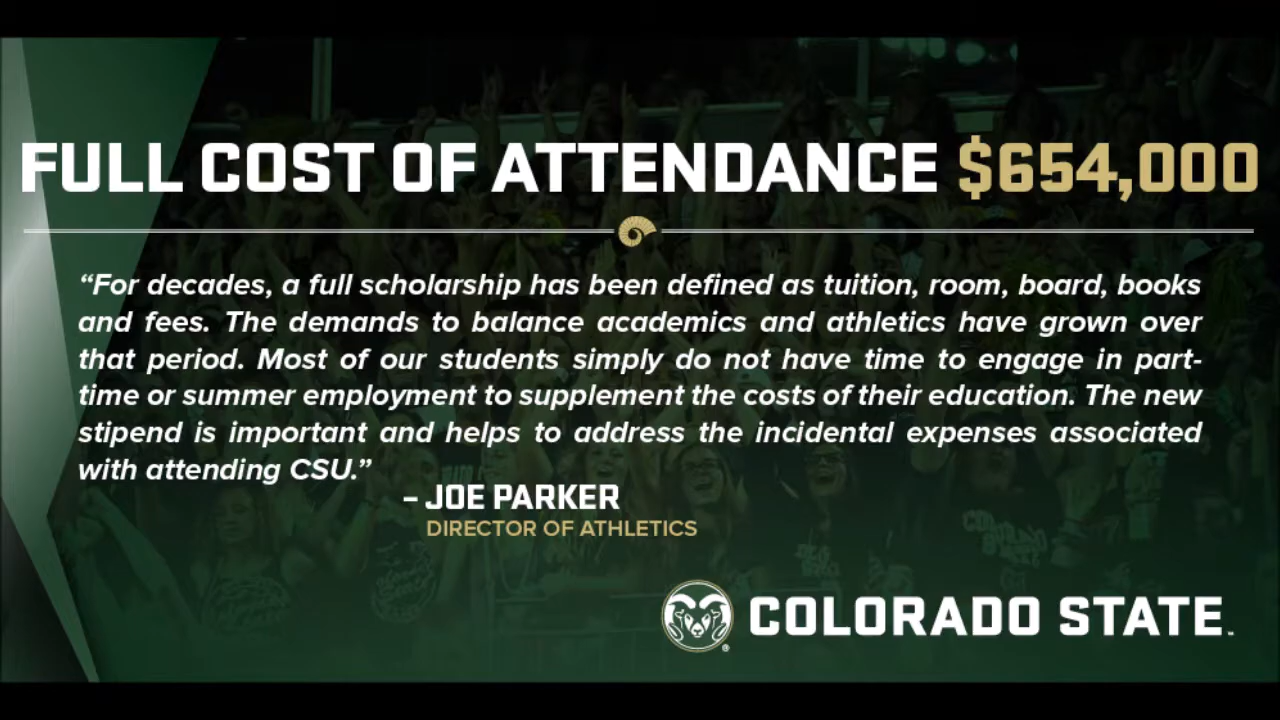 FULL COST OF ATTENDANCE $654,000
“For decades, a full scholarship has been defined as tuition, room, board, books
and fees. The demands to balance academics and athletics have grown over
that period. Most of our students simply do not have time to engage in part-
time or summer employment to supplement the costs of their education. The new
stipend is important and helps to address the incidental expenses associated
with attending CSU.”
– JOE PARKER
DIRECTOR OF ATHLETICS
® COLORADO STATE™